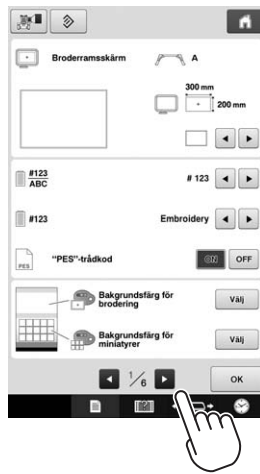 Broderramsskärm
A
300 mm
200 mm
#123
ABC
# 123
#123
Embroidery
PES
"PES"-trådkod
ON
OFF
Bakgrundsfärg för
brodering
Välj
Bakgrundsfärg för
miniatyrer
Välj
1/6
OK